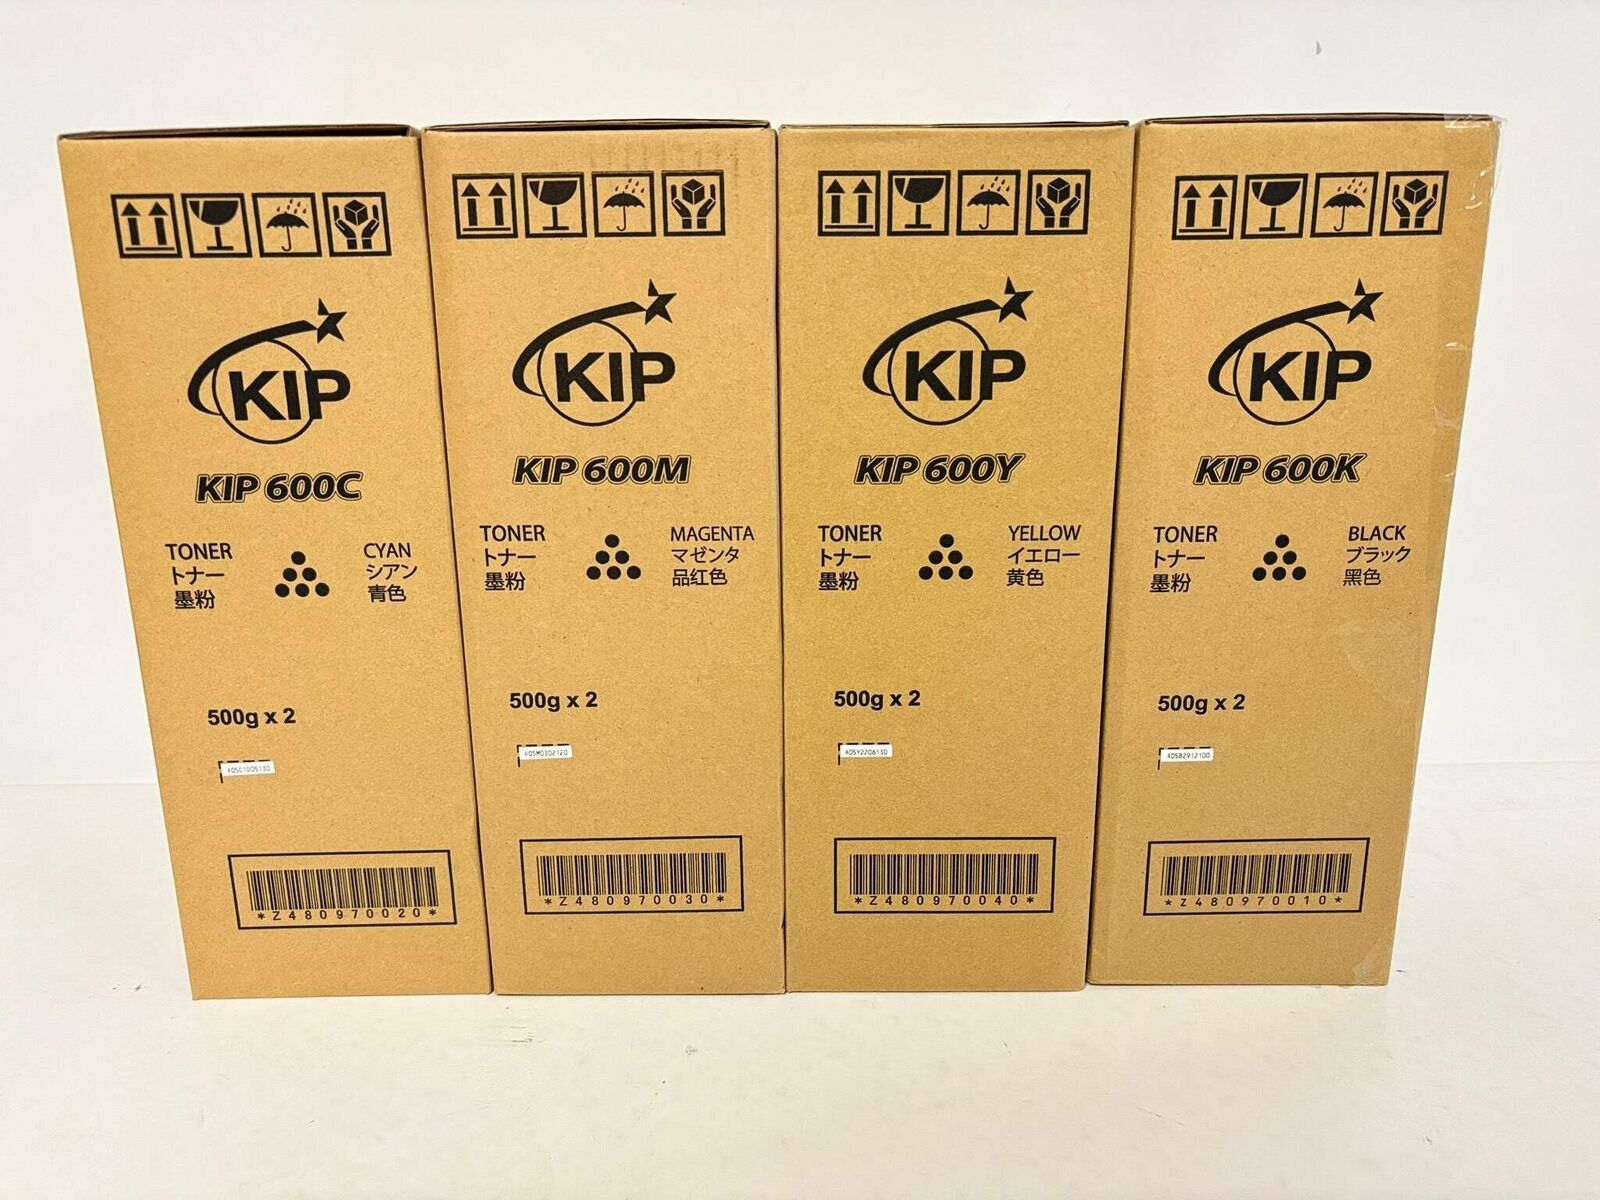 KIP
KIP 600C
TONER
トナー
墨粉
CYAN
シアン
青色
500g x 2
A05C1005130
*Z480970020*
KIP
KIP 600M
TONER
トナー
墨粉
MAGENTA
マゼンタ
品红色
500g x 2
A05M0302120
*Z480970030*
KIP
KIP 600Y
TONER
トナー
墨粉
YELLOW
イエロー
黄色
500g x 2
A05Y2206130
*Z480970040*
KIP
KIP 600K
TONER
トナー
墨粉
BLACK
ブラック
黑色
500g x 2
A05B2912100
*Z480970010*